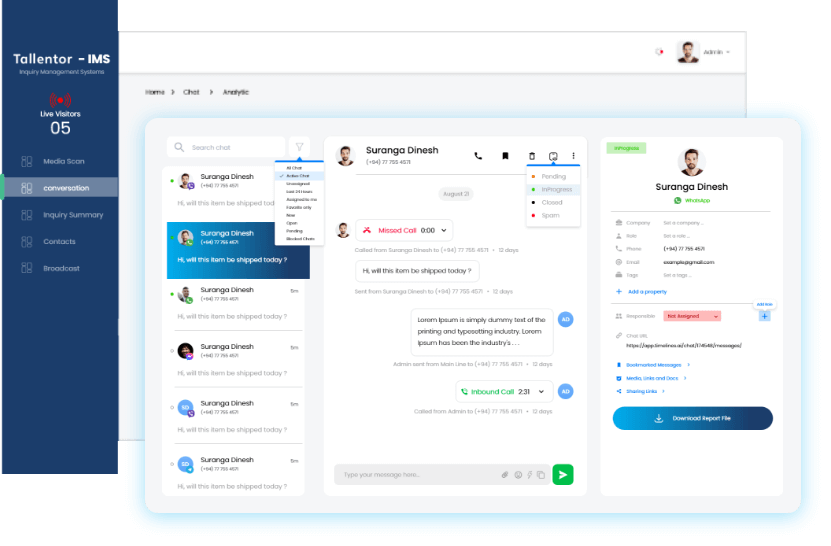 Tallentor - IMS
Inquiry Management Systems
Live Visitors
05
Media Scan
conversation
Inquiry Summary
Contacts
Broadcast
Admin
Home > Chat > Analytic
Search chat
All Chat
Active Chat
Unassigned
Last 24 hours
Assigned to me
Favorite only
New
Open
Pending
Blocked Chats
Suranga Dinesh
(+94) 77 755 4571
Hi, will this item be shipped tod
Suranga Dinesh
(+94) 77 755 4571
Hi, will this item be shipped today ?
Suranga Dinesh 5m
(+94) 77 755 4571
Hi, will this item be shipped today ?
Suranga Dinesh 5m
(+94) 77 755 4571
Hi, will this item be shipped today ?
Suranga Dinesh 5m
SD
(+94) 77 755 4571
Hi, will this item be shipped today ?
Suranga Dinesh 5m
SD
(+94) 77 755 4571
Hi, will this item be shipped today ?
Suranga Dinesh
(+94) 77 755 4571
Pending
InProgress
Closed
Spam
August 21
Missed Call 0:00
Called from Suranga Dinesh to (+94) 77 755 4571 • 12 days
Hi, will this item be shipped today ?
Sent from Suranga Dinesh to (+94) 77 755 4571 • 12 days
Lorem Ipsum is simply dummy text of the
printing and typesetting industry. Lorem
Ipsum has been the industry's . . .
AD
Admin sent from Main Line to (+94) 77 755 4571 • 12 days
Inbound Call 2:31
AD
Called from Admin to (+94) 77 755 4571 • 12 days
Type your message here...
InProgress
Suranga Dinesh
WhatsApp
Company Set a company ..
Role Set a role ..
Phone (+94) 77 755 4571
Email example@gmail.com
Tags Set a tags ..
+ Add a property
Add New
Responsible Not Assigned
+
Chat URL
https://app.timelines.ai/chat/174548/messages/
Bookmarked Messages >
Media, Links and Docs >
Sharing Links >
Download Report File